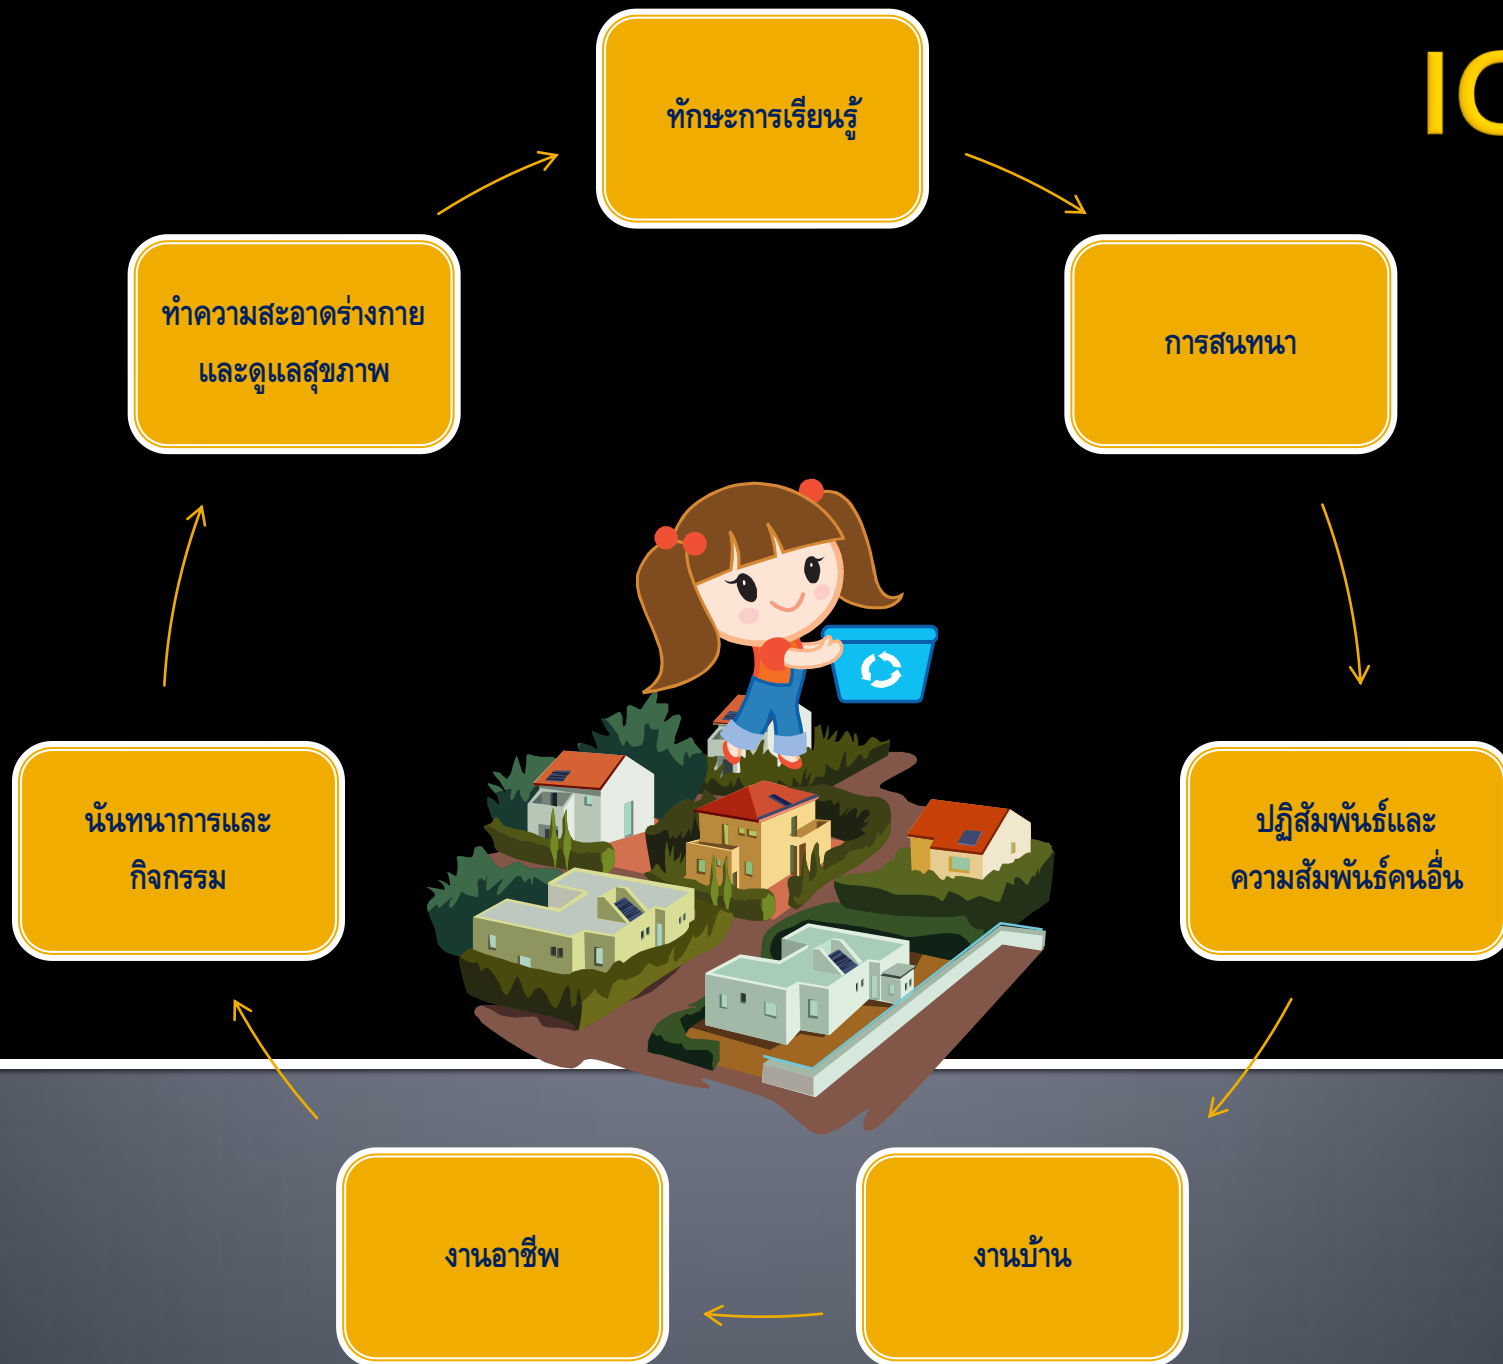 ทักษะการเรียนรู้
การสนทนา
ปฏิสัมพันธ์และ
ความสัมพันธ์คนอื่น
งานบ้าน
งานอาชีพ
นันทนาการและ
กิจกรรม
ทำความสะอาดร่างกาย
และดูแลสุขภาพ